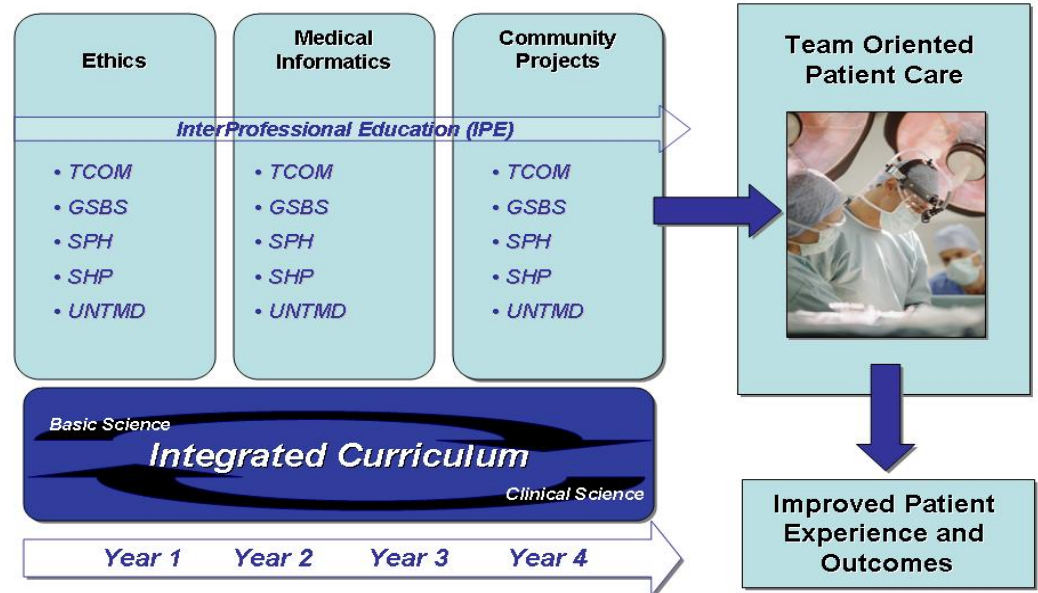 Ethics
Medical
Informatics
Community
Projects
InterProfessional Education (IPE)
• TCOM
• GSBS
• SPH
• SHP
• UNTMD
• TCOM
• GSBS
• SPH
• SHP
• UNTMD
• TCOM
• GSBS
• SPH
• SHP
• UNTMD
Team Oriented
Patient Care
Basic Science
Integrated Curriculum
Clinical Science
Year 1 Year 2 Year 3 Year 4
Improved Patient
Experience and
Outcomes